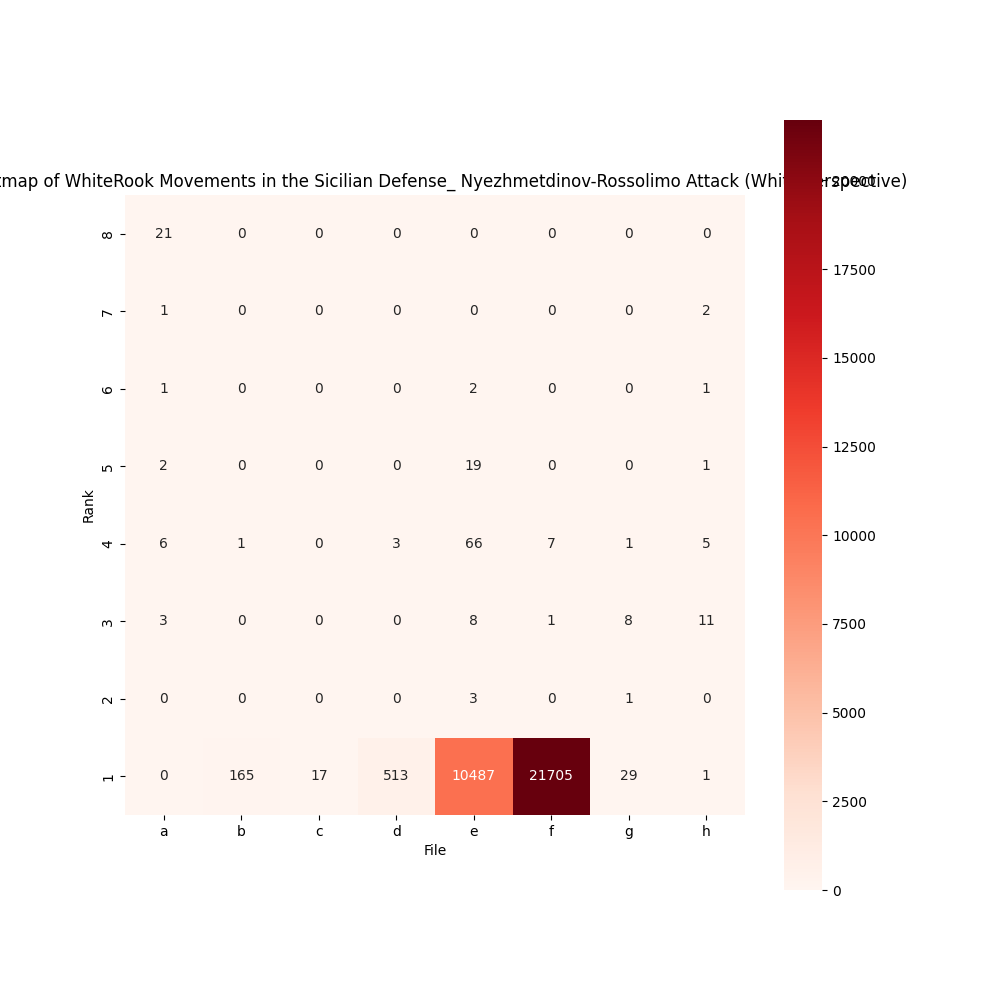 tmap of WhiteRook Movements in the Sicilian Defense_ Nyezhmetdinov-Rossolimo Attack (Whi rspective)
20000
8 21 0 0 0 0 0 0 0
17500
7 1 0 0 0 0 0 0 2
15000
6 1 0 0 0 2 0 0 1
12500
5 2 0 0 0 19 0 0 1
Rank
10000
4 6 1 0 3 66 7 1 5
7500
3 3 0 0 0 8 1 8 11
5000
2 0 0 0 0 3 0 1 0
1 0 165 17 513 10487 21705 29 1
2500
a b c d e f g h
File
0